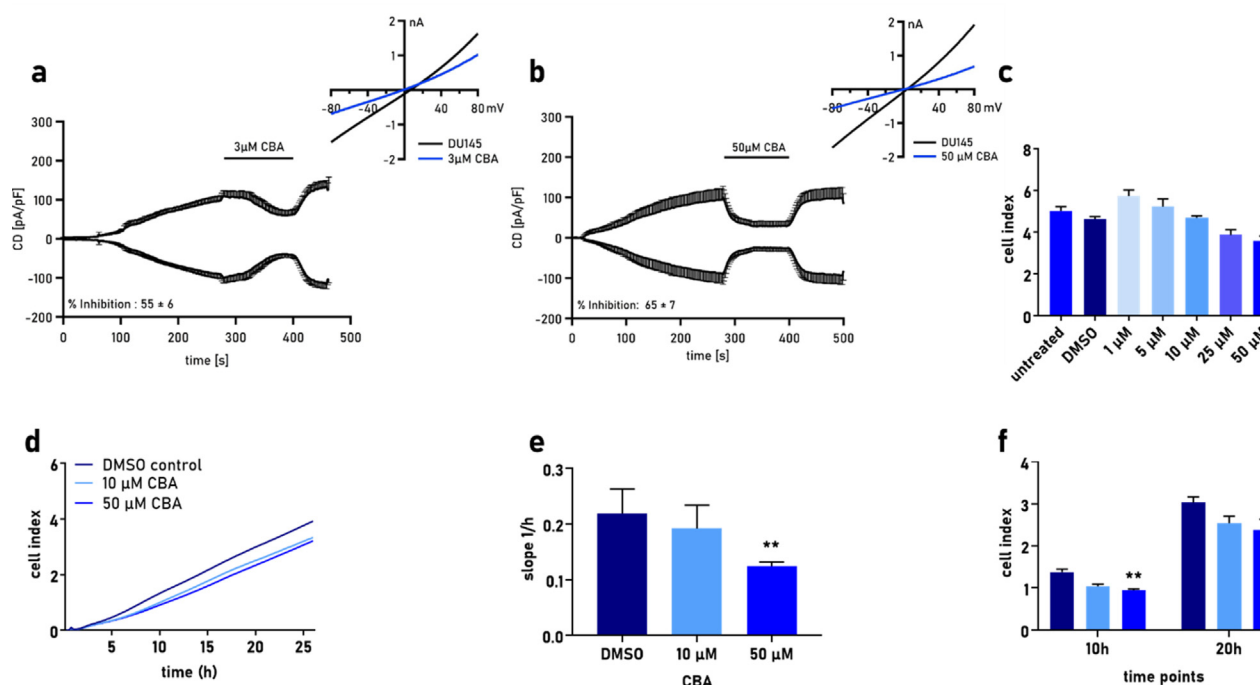 a
2
nA
1
-80
-40
40
80 mV
-1
-2
DU145
3µM CBA
300
200
100
0
-100
-200
CD [pA/pF]
3µM CBA
% Inhibition : 55 ± 6
0
100
200
300
400
500
time [s]
b
2
nA
1
-80
-40
40
80 mV
-1
-2
DU145
50 µM CBA
300
200
100
0
-100
-200
CD [pA/pF]
50µM CBA
% Inhibition: 65 ± 7
0
100
200
300
400
500
time [s]
c
8
6
4
2
0
cell index
untreated
DMSO
1 µM
5 µM
10 µM
25 µM
50 µM
d
6
4
2
0
cell index
DMSO control
10 µM CBA
50 µM CBA
5
10
15
20
25
time (h)
e
0.3
0.2
0.1
0.0
slope 1/h
**
DMSO
10 µM
50 µM
CBA
f
4
3
2
1
0
cell index
**
10h
20h
time points